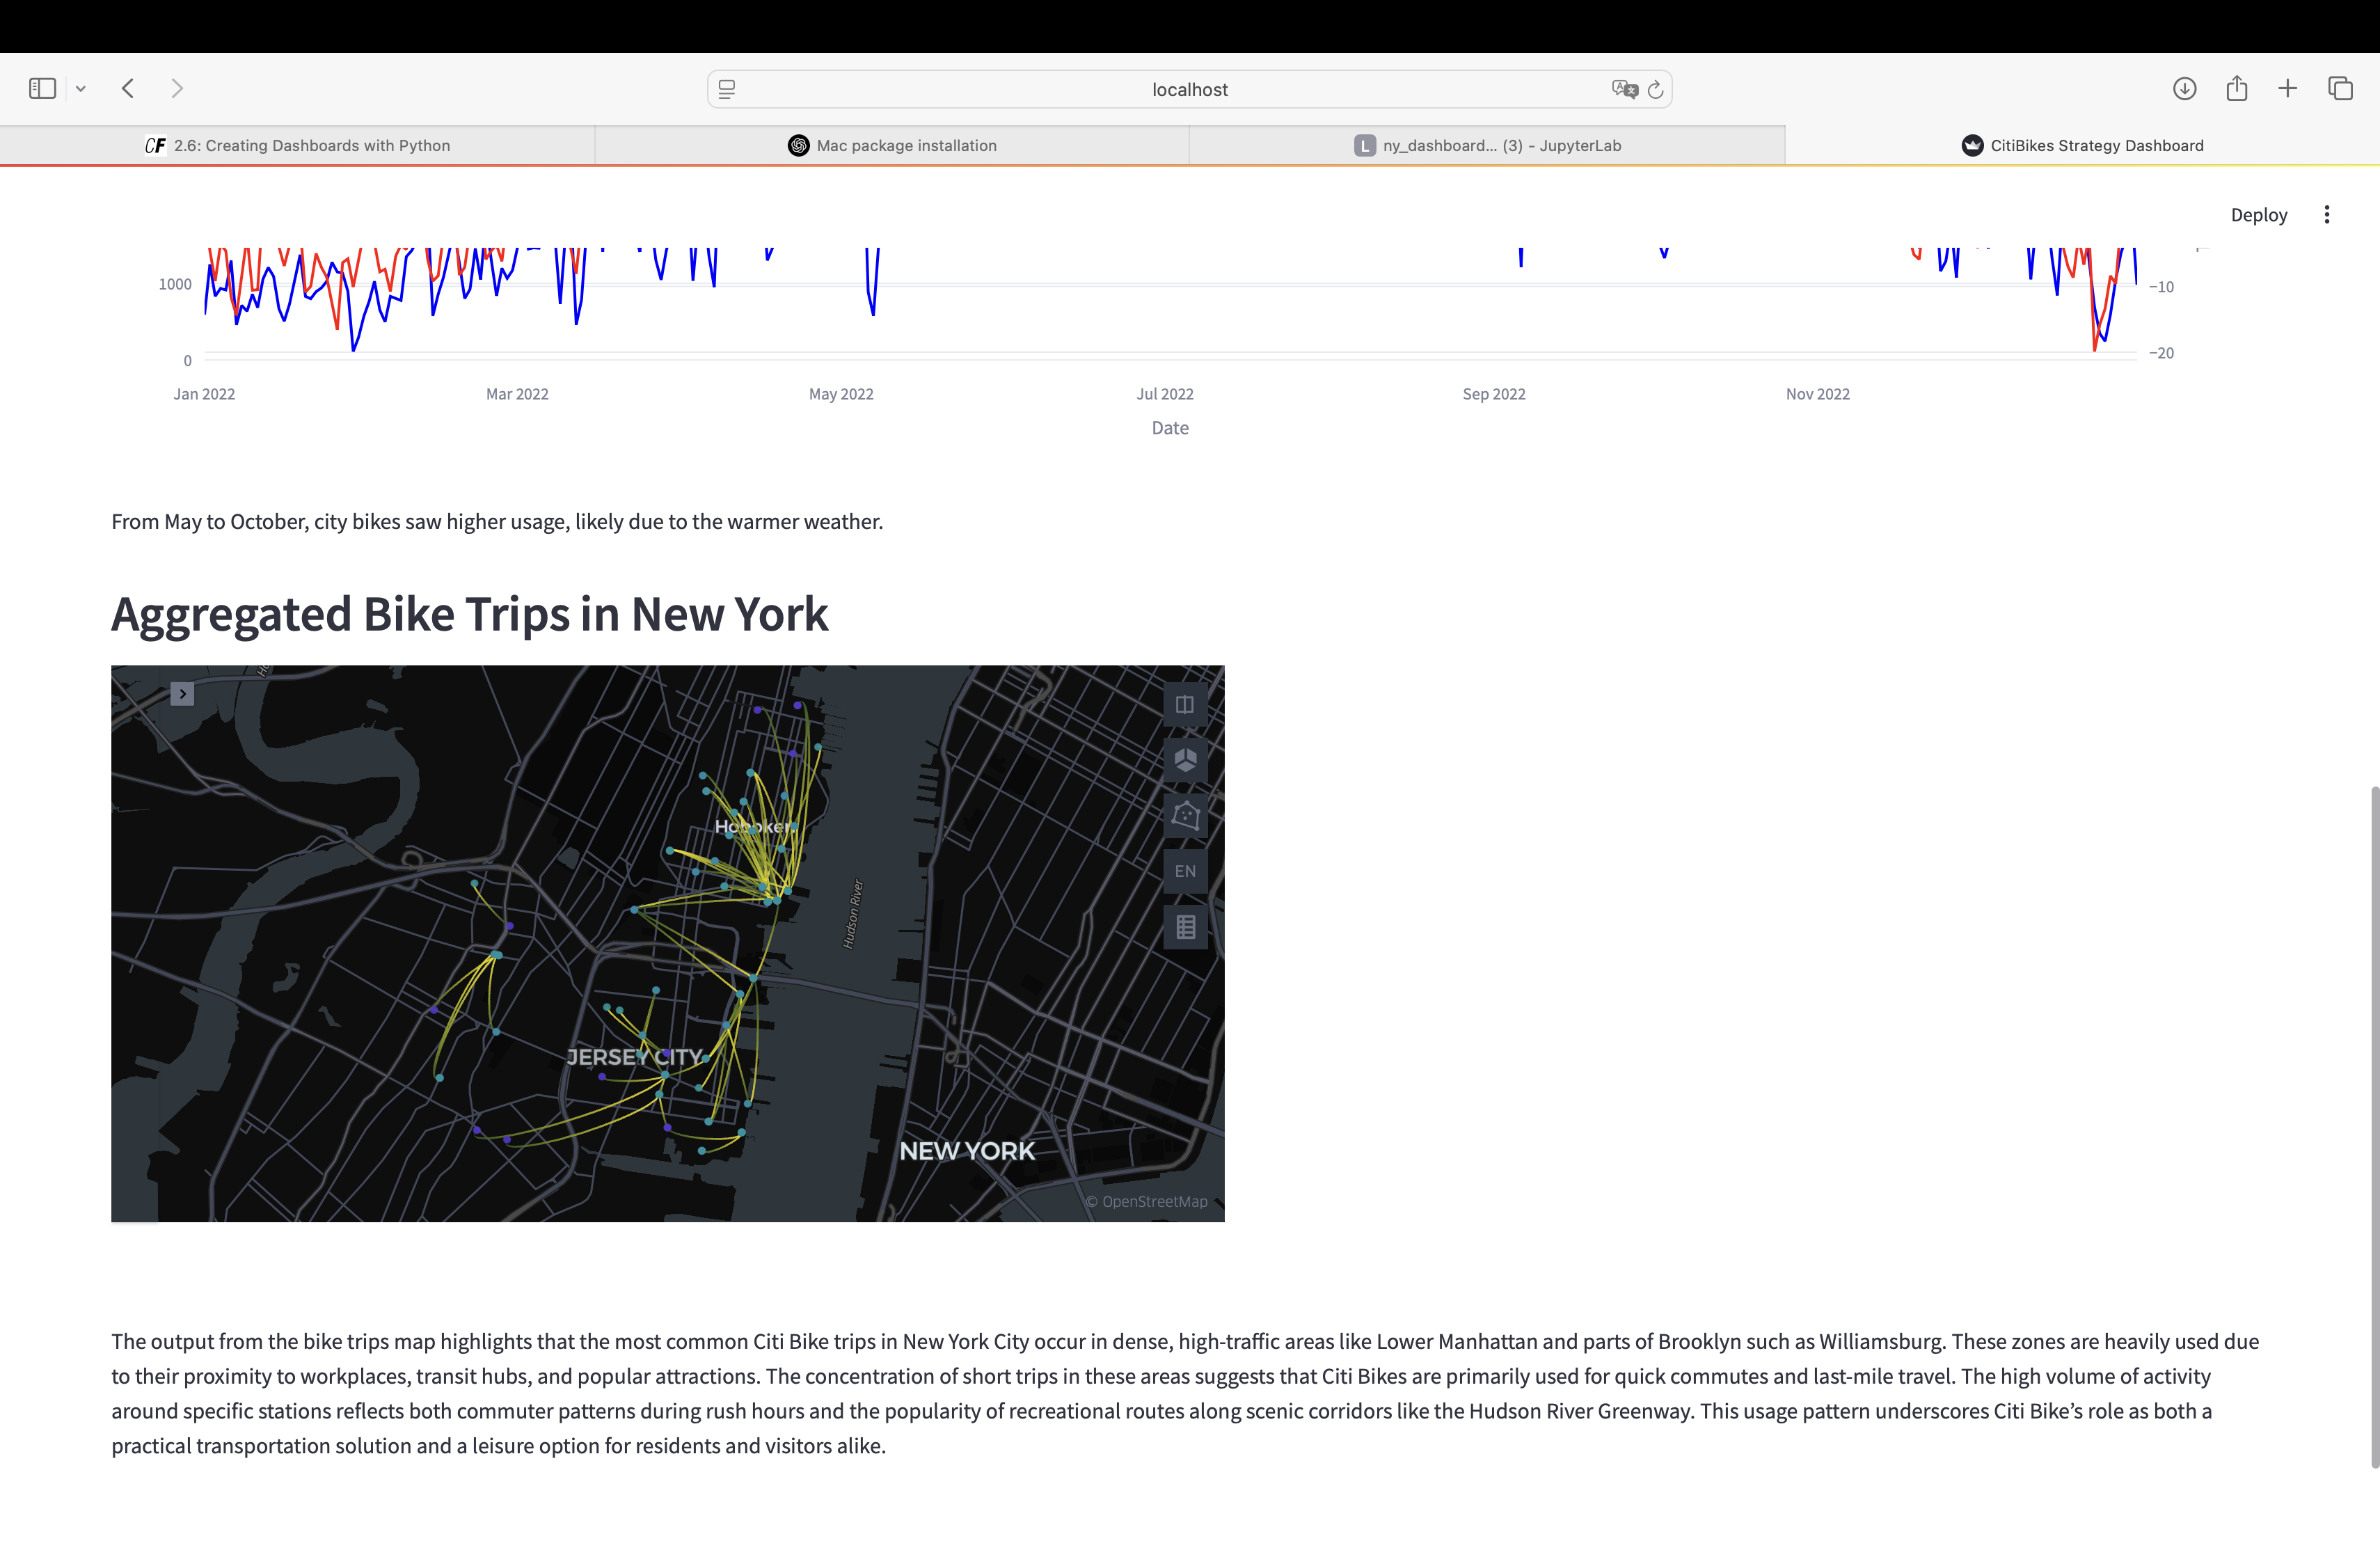 localhost
CF 2.6: Creating Dashboards with Python
Mac package installation
L ny_dashboard... (3) - JupyterLab
CitiBikes Strategy Dashboard
Deploy
1000
−10
0
−20
Jan 2022
Mar 2022
May 2022
Jul 2022
Sep 2022
Nov 2022
Date
From May to October, city bikes saw higher usage, likely due to the warmer weather.
Aggregated Bike Trips in New York
Hoboken
EN
Hudson River
JERSEY CITY
NEW YORK
© OpenStreetMap
The output from the bike trips map highlights that the most common Citi Bike trips in New York City occur in dense, high-traffic areas like Lower Manhattan and parts of Brooklyn such as Williamsburg. These zones are heavily used due
to their proximity to workplaces, transit hubs, and popular attractions. The concentration of short trips in these areas suggests that Citi Bikes are primarily used for quick commutes and last-mile travel. The high volume of activity
around specific stations reflects both commuter patterns during rush hours and the popularity of recreational routes along scenic corridors like the Hudson River Greenway. This usage pattern underscores Citi Bike’s role as both a
practical transportation solution and a leisure option for residents and visitors alike.